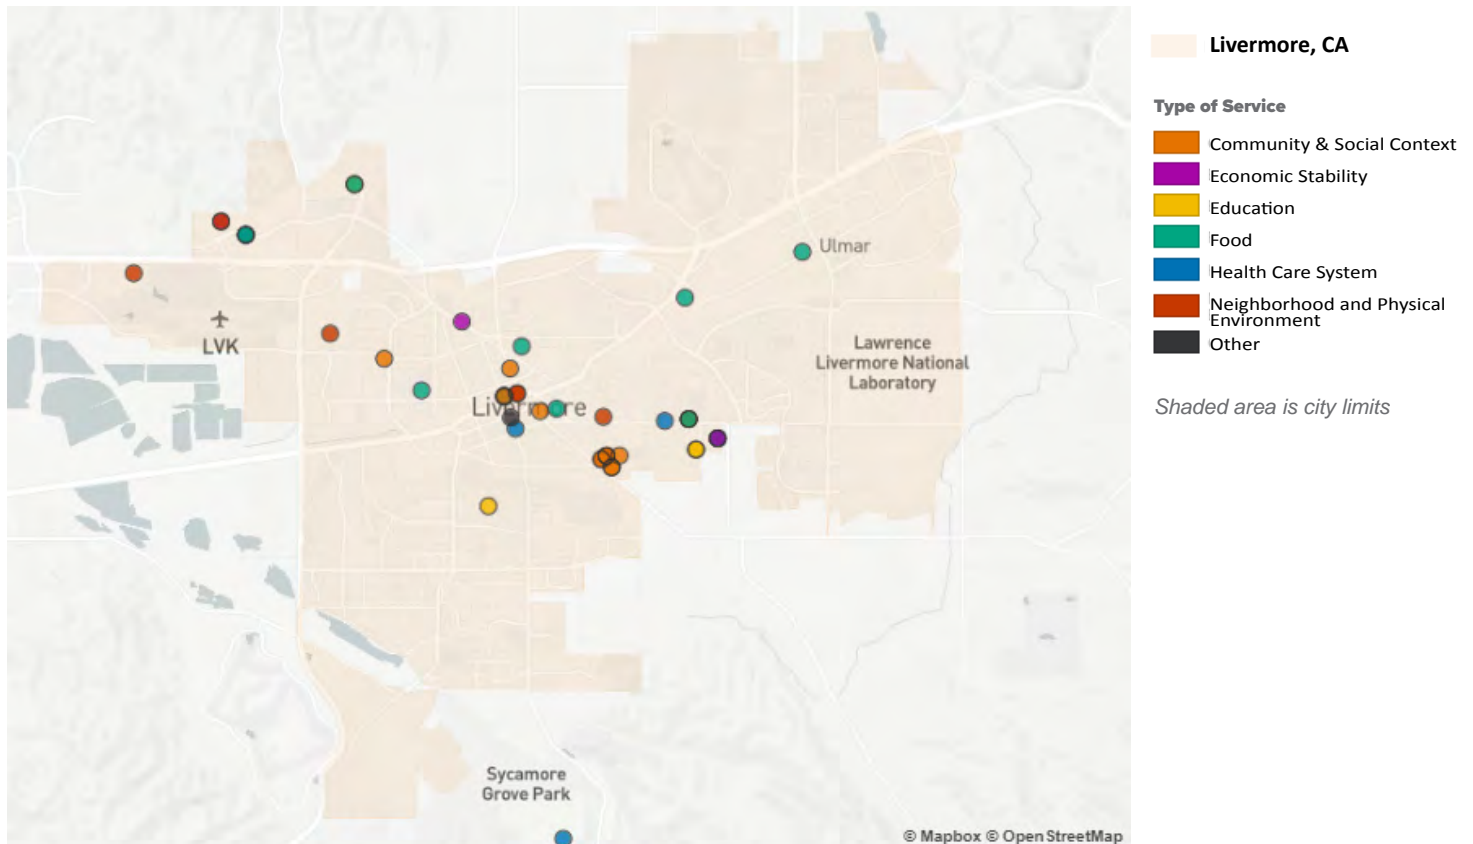 Livermore, CA
Type of Service
Community & Social Context
Economic Stability
Education
Food
Health Care System
Neighborhood and Physical
Environment
Other
Shaded area is city limits
Ulmar
LVK
Lawrence
Livermore National
Laboratory
Livermore
Sycamore
Grove Park
© Mapbox © OpenStreetMap